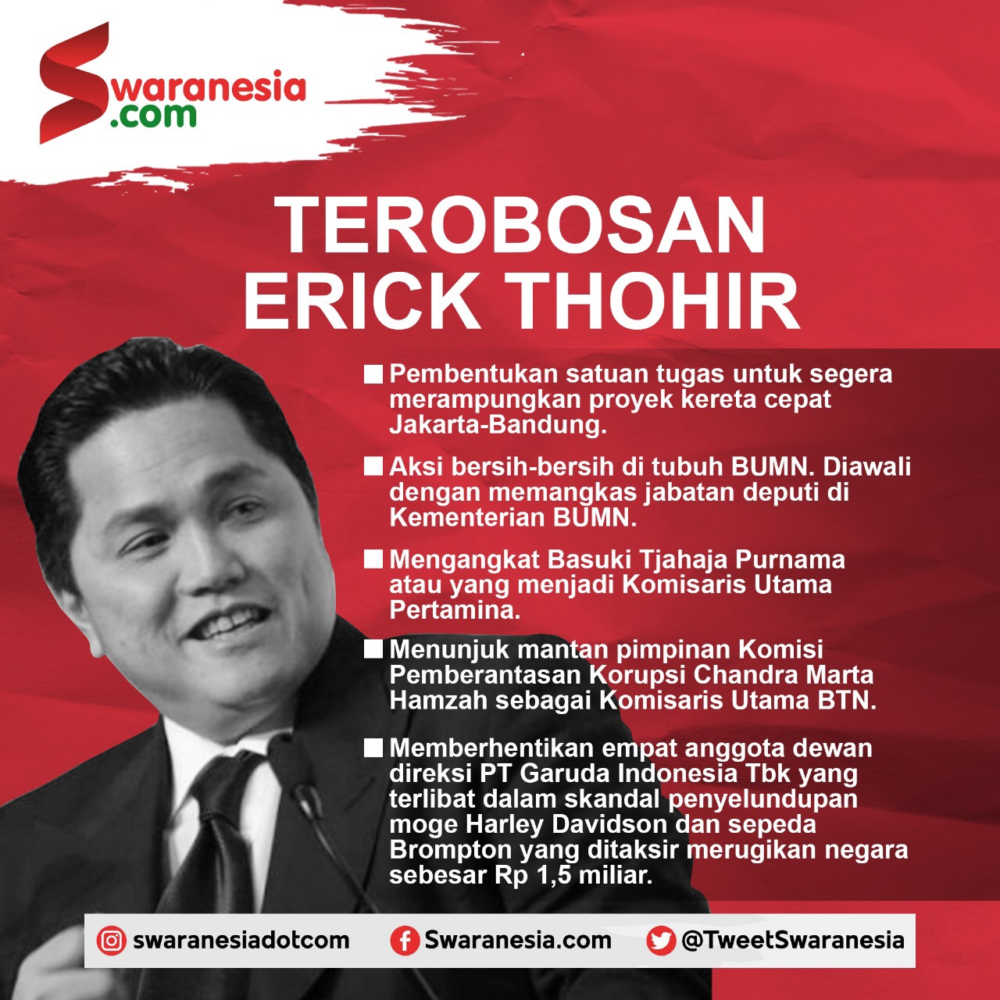 Swaranesia
.com
TEROBOSAN
ERICK THOHIR
Pembentukan satuan tugas untuk segera
merampungkan proyek kereta cepat
Jakarta-Bandung.
Aksi bersih-bersih di tubuh BUMN. Diawali
dengan memangkas jabatan deputi di
Kementerian BUMN.
Mengangkat Basuki Tjahaja Purnama
atau yang menjadi Komisaris Utama
Pertamina.
Menunjuk mantan pimpinan Komisi
Pemberantasan Korupsi Chandra Marta
Hamzah sebagai Komisaris Utama BTN.
Memberhentikan empat anggota dewan
direksi PT Garuda Indonesia Tbk yang
terlibat dalam skandal penyelundupan
moge Harley Davidson dan sepeda
Brompton yang ditaksir merugikan negara
sebesar Rp 1,5 miliar.
swaranesiadotcom Swaranesia.com @TweetSwaranesia